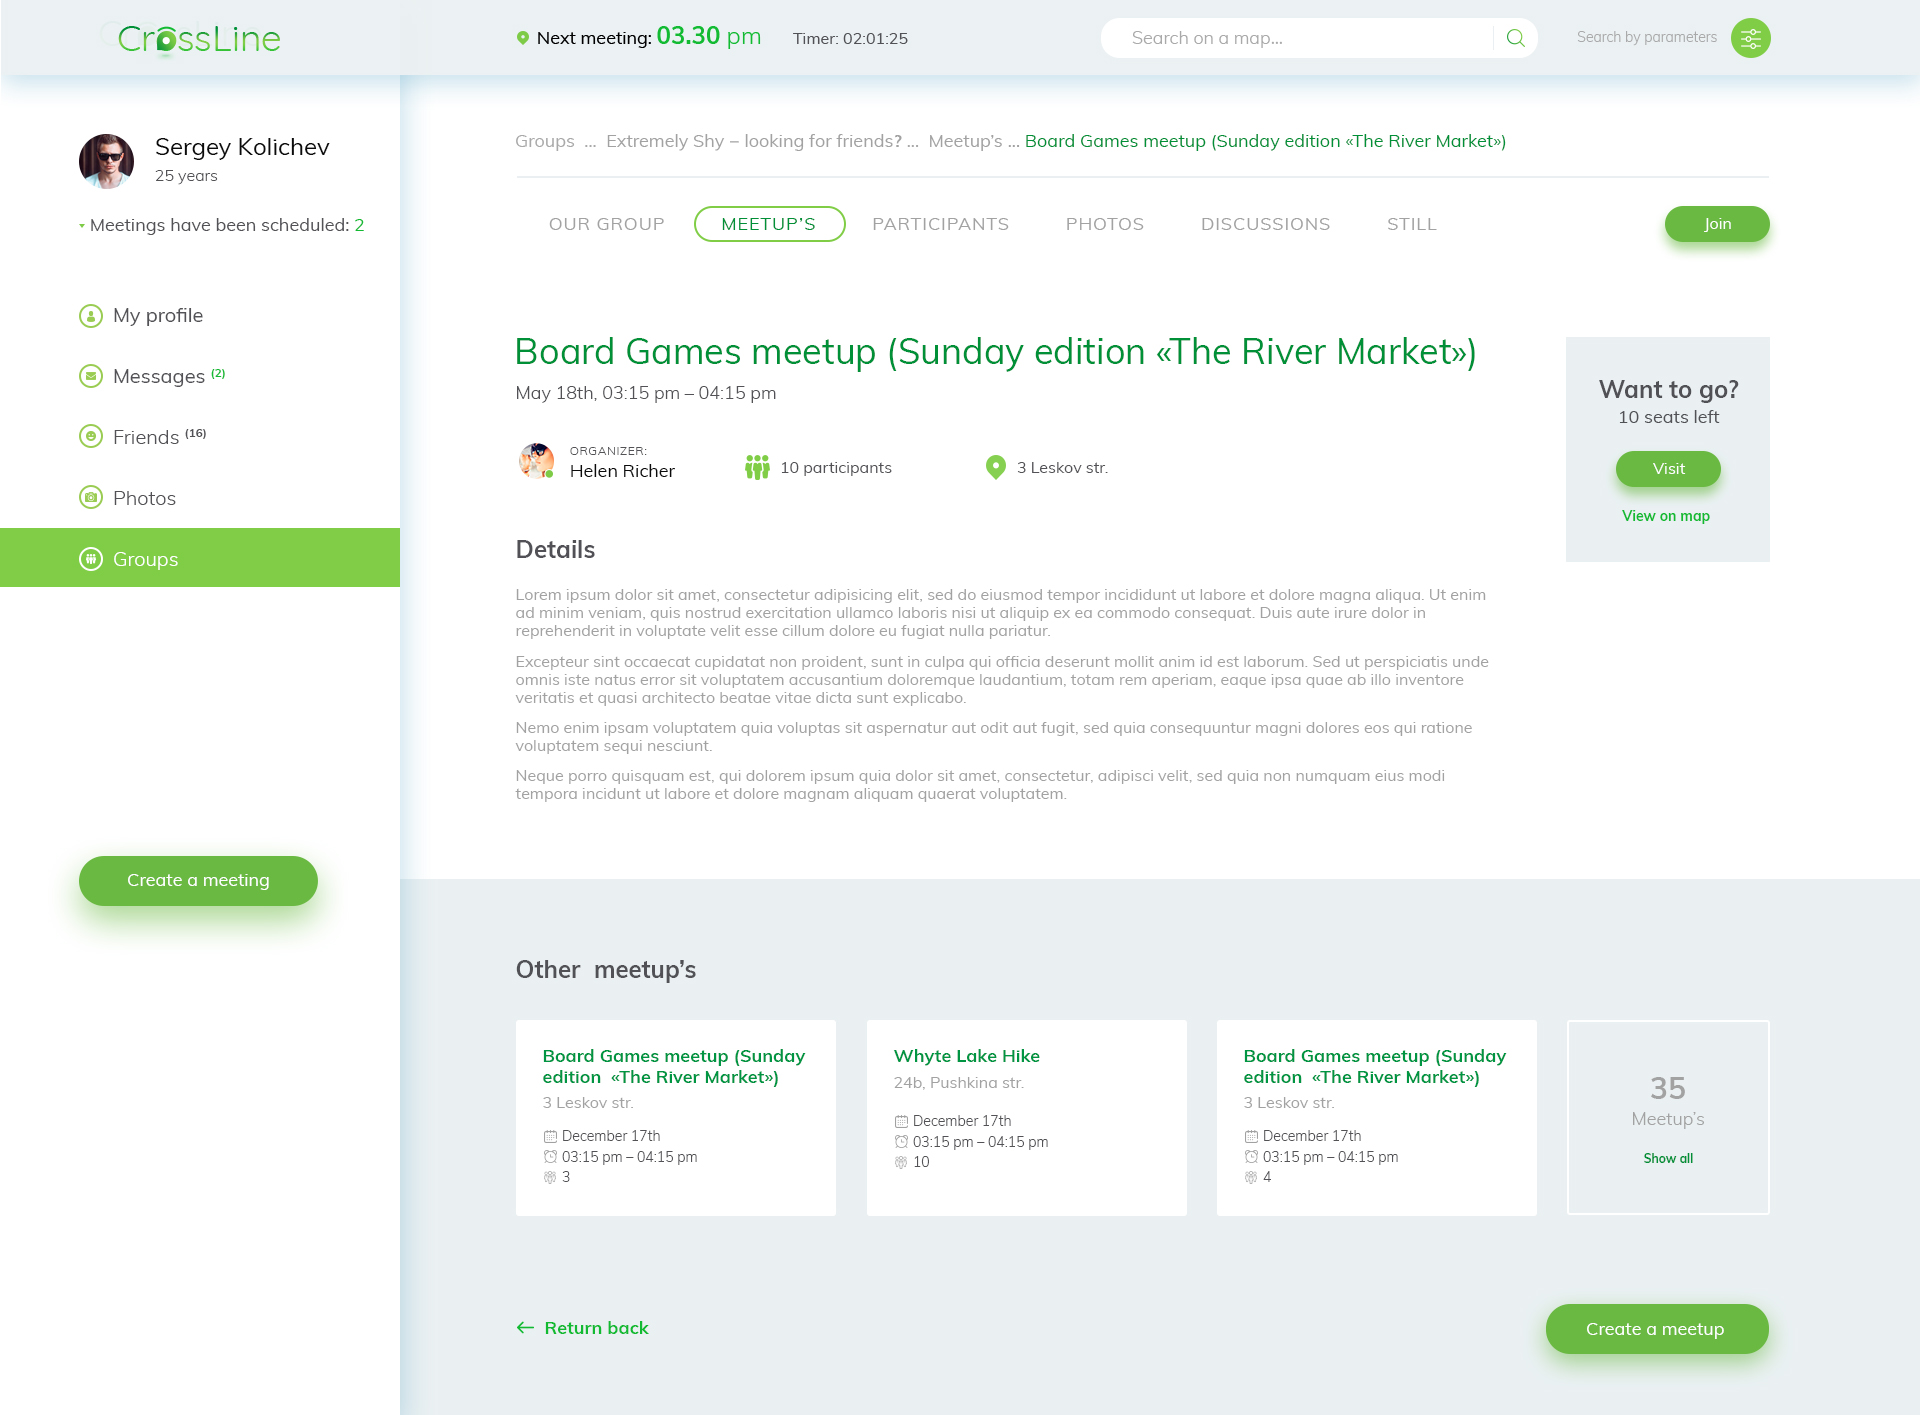 CrossLine
Next meeting: 03.30 pm
Timer: 02:01:25
Search on a map...
Search by parameters
Sergey Kolichev
25 years
Meetings have been scheduled: 2
My profile
Messages (2)
Friends (16)
Photos
Groups
Create a meeting
Groups ... Extremely Shy – looking for friends? ... Meetup’s ... Board Games meetup (Sunday edition «The River Market»)
OUR GROUP
MEETUP’S
PARTICIPANTS
PHOTOS
DISCUSSIONS
STILL
Join
Board Games meetup (Sunday edition «The River Market»)
May 18th, 03:15 pm – 04:15 pm
ORGANIZER:
Helen Richer
10 participants
3 Leskov str.
Want to go?
10 seats left
Visit
View on map
Details
Lorem ipsum dolor sit amet, consectetur adipisicing elit, sed do eiusmod tempor incididunt ut labore et dolore magna aliqua. Ut enim
ad minim veniam, quis nostrud exercitation ullamco laboris nisi ut aliquip ex ea commodo consequat. Duis aute irure dolor in
reprehenderit in voluptate velit esse cillum dolore eu fugiat nulla pariatur.
Excepteur sint occaecat cupidatat non proident, sunt in culpa qui officia deserunt mollit anim id est laborum. Sed ut perspiciatis unde
omnis iste natus error sit voluptatem accusantium doloremque laudantium, totam rem aperiam, eaque ipsa quae ab illo inventore
veritatis et quasi architecto beatae vitae dicta sunt explicabo.
Nemo enim ipsam voluptatem quia voluptas sit aspernatur aut odit aut fugit, sed quia consequuntur magni dolores eos qui ratione
voluptatem sequi nesciunt.
Neque porro quisquam est, qui dolorem ipsum quia dolor sit amet, consectetur, adipisci velit, sed quia non numquam eius modi
tempora incidunt ut labore et dolore magnam aliquam quaerat voluptatem.
Other meetup’s
Board Games meetup (Sunday
edition «The River Market»)
3 Leskov str.
December 17th
03:15 pm – 04:15 pm
3
Whyte Lake Hike
24b, Pushkina str.
December 17th
03:15 pm – 04:15 pm
10
Board Games meetup (Sunday
edition «The River Market»)
3 Leskov str.
December 17th
03:15 pm – 04:15 pm
4
35
Meetup’s
Show all
Return back
Create a meetup